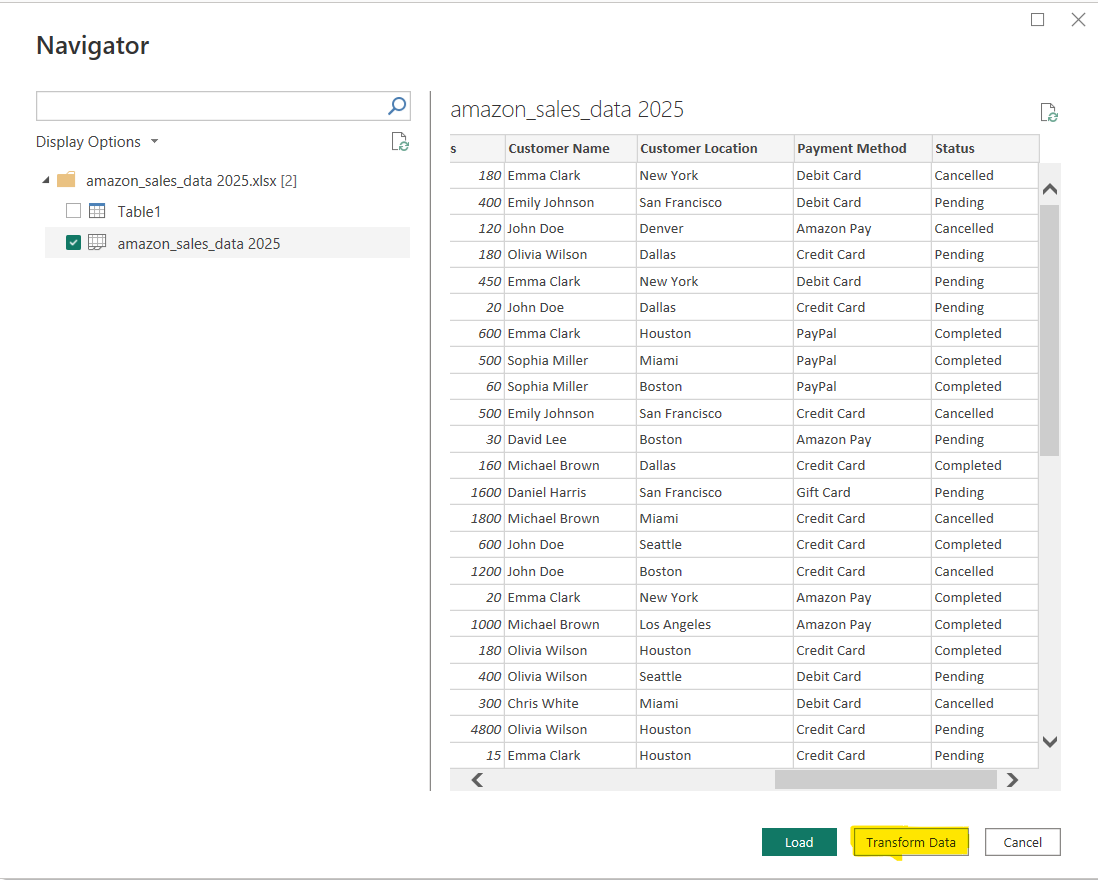 Navigator
Display Options
amazon_sales_data 2025.xlsx [2]
Table1
amazon_sales_data 2025
amazon_sales_data 2025
s Customer Name Customer Location Payment Method Status
180 Emma Clark New York Debit Card Cancelled
400 Emily Johnson San Francisco Debit Card Pending
120 John Doe Denver Amazon Pay Cancelled
180 Olivia Wilson Dallas Credit Card Pending
450 Emma Clark New York Debit Card Pending
20 John Doe Dallas Credit Card Pending
600 Emma Clark Houston PayPal Completed
500 Sophia Miller Miami PayPal Completed
60 Sophia Miller Boston PayPal Completed
500 Emily Johnson San Francisco Credit Card Cancelled
30 David Lee Boston Amazon Pay Pending
160 Michael Brown Dallas Credit Card Completed
1600 Daniel Harris San Francisco Gift Card Pending
1800 Michael Brown Miami Credit Card Cancelled
600 John Doe Seattle Credit Card Completed
1200 John Doe Boston Credit Card Cancelled
20 Emma Clark New York Amazon Pay Completed
1000 Michael Brown Los Angeles Amazon Pay Completed
180 Olivia Wilson Houston Credit Card Completed
400 Olivia Wilson Seattle Debit Card Pending
300 Chris White Miami Debit Card Cancelled
4800 Olivia Wilson Houston Credit Card Pending
15 Emma Clark Houston Credit Card Pending
Load Transform Data Cancel